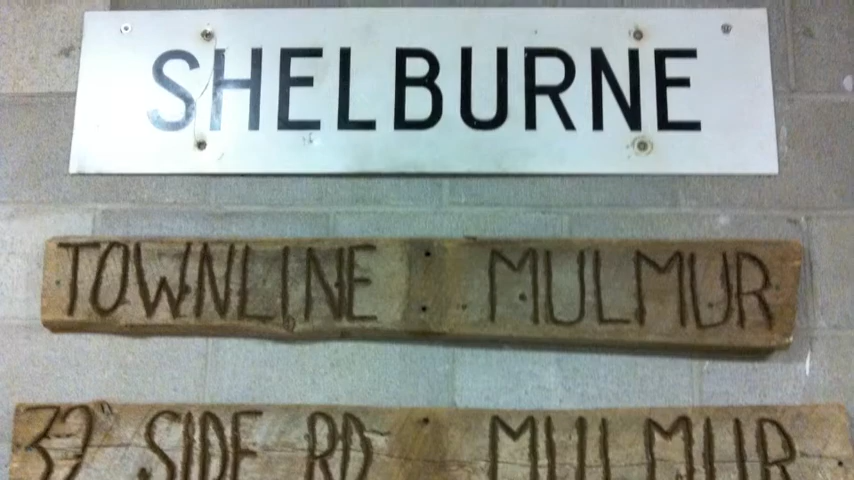 SHELBURNE
TOWNLINE MULMUR
32 SIDE RD MULMUR